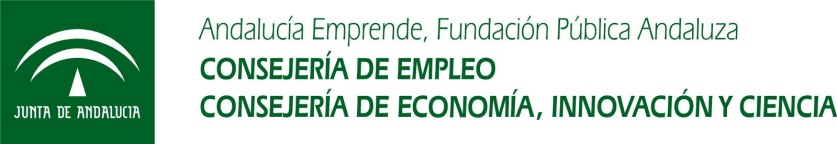 Andalucía Emprende, Fundación Pública Andaluza
CONSEJERÍA DE EMPLEO
CONSEJERÍA DE ECONOMÍA, INNOVACIÓN Y CIENCIA
JUNTA DE ANDALUCIA